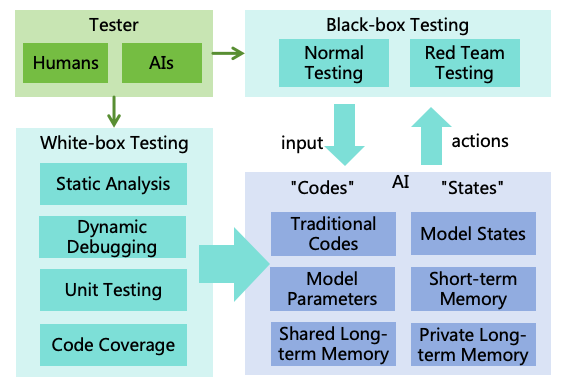 Tester
Humans
AIs
Black-box Testing
Normal
Testing
Red Team
Testing
White-box Testing
Static Analysis
Dynamic
Debugging
Unit Testing
Code Coverage
input
actions
"Codes"
AI
"States"
Traditional
Codes
Model States
Model
Parameters
Short-term
Memory
Shared Long-
term Memory
Private Long-
term Memory